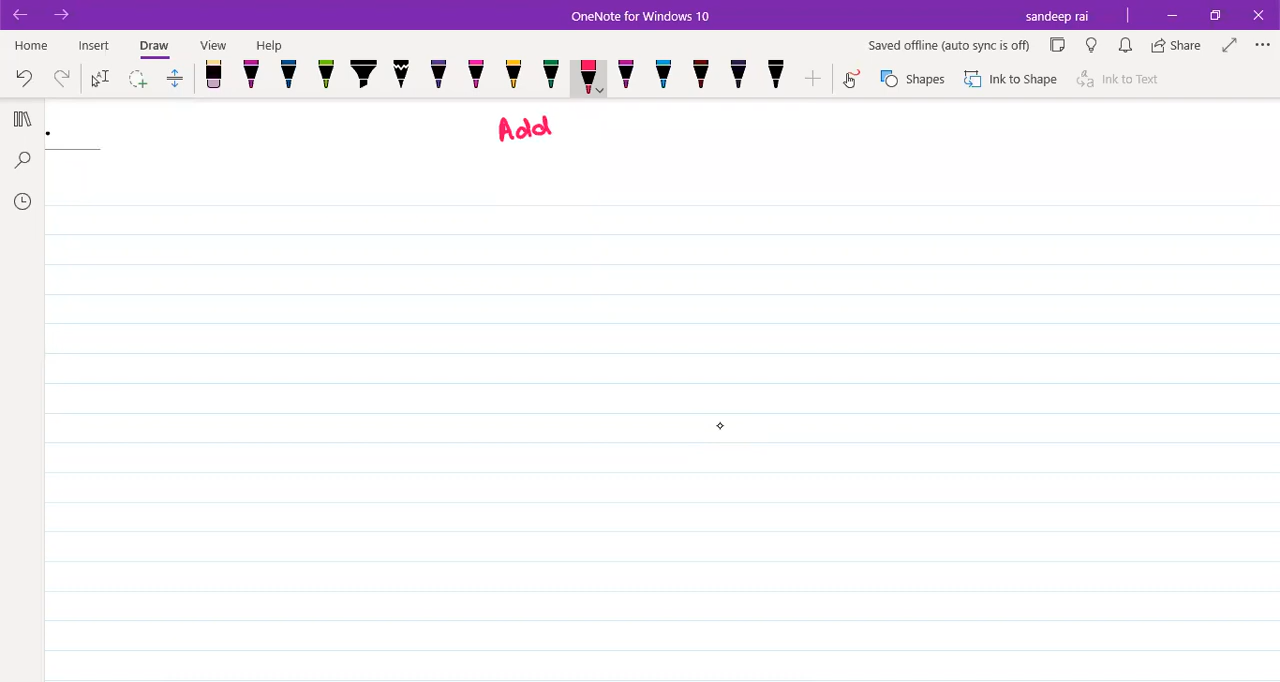 OneNote for Windows 10
sandeep rai
Home Insert Draw View Help
Saved offline (auto sync is off)
Share
Shapes
Ink to Shape
Ink to Text
Add